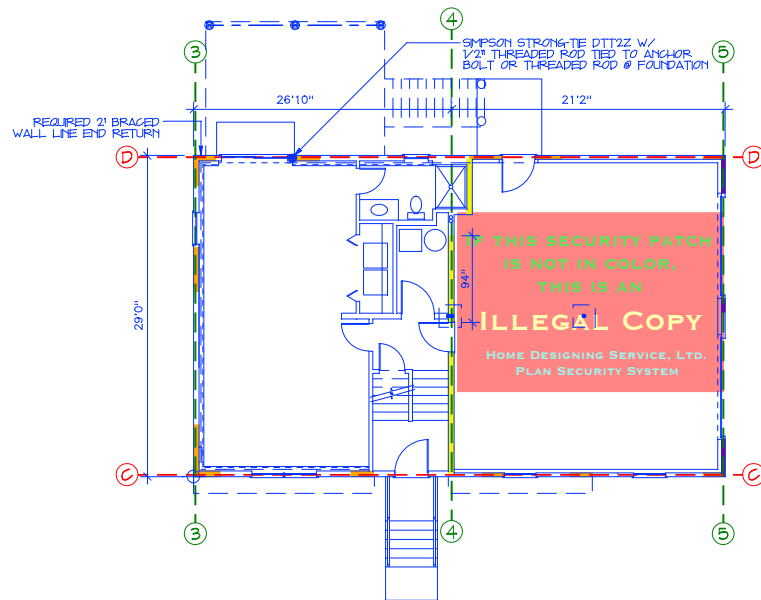 4
3
5
SIMPSON STRONG-TIE DTT2Z W/
1/2" THREADED ROD TIED TO ANCHOR
BOLT OR THREADED ROD @ FOUNDATION
26'10"
21'2"
REQUIRED 2' BRACED
WALL LINE END RETURN
D
D
IF THIS SECURITY PATCH
IS NOT IN COLOR,
THIS IS AN
94"
ILLEGAL COPY
29'0"
HOME DESIGNING SERVICE, LTD.
PLAN SECURITY SYSTEM
C
C
3
4
5